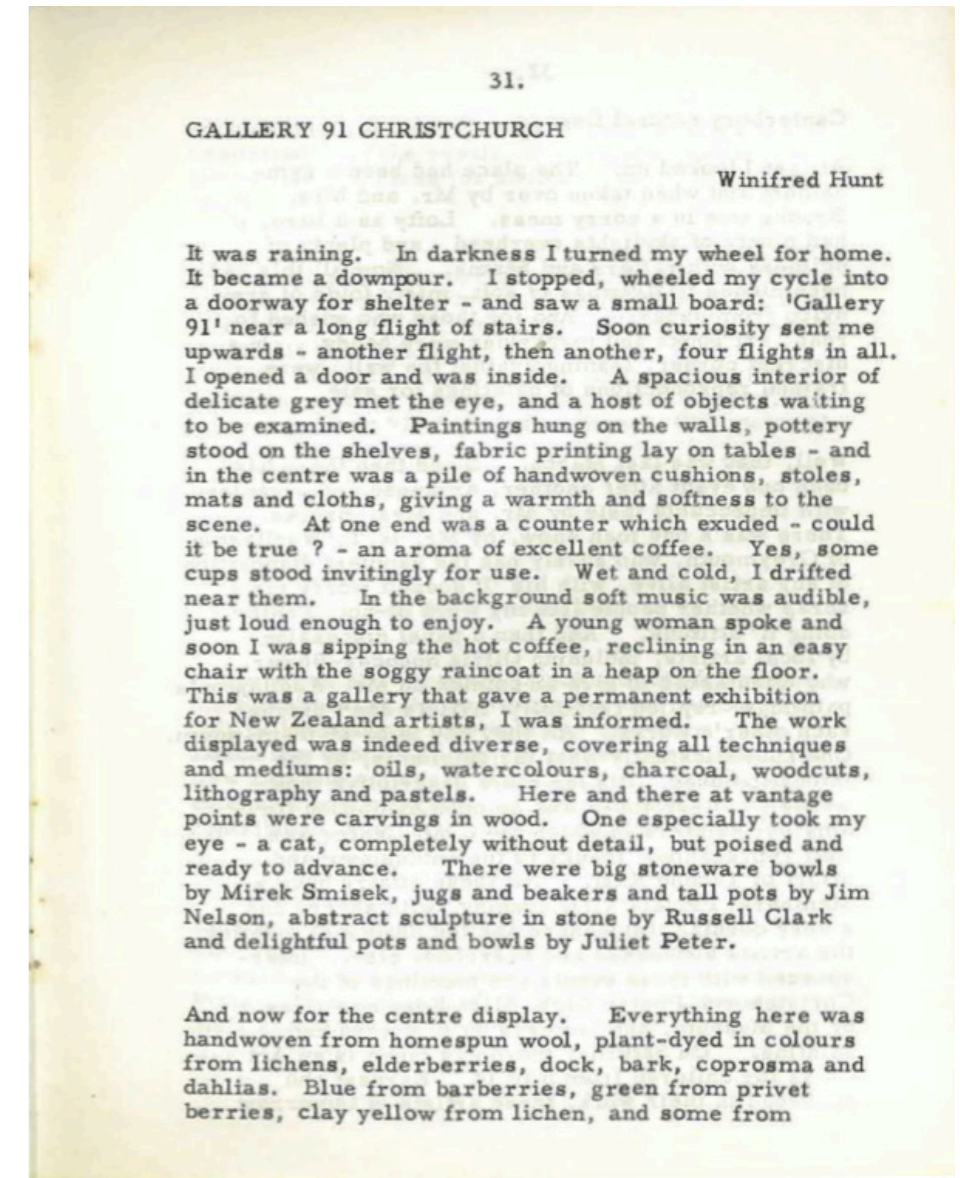 31.
GALLERY 91 CHRISTCHURCH
Winifred Hunt
It was raining. In darkness I turned my wheel for home.
It became a downpour. I stopped, wheeled my cycle into
a doorway for shelter - and saw a small board: 'Gallery
91' near a long flight of stairs. Soon curiosity sent me
upwards - another flight, then another, four flights in all.
I opened a door and was inside. A spacious interior of
delicate grey met the eye, and a host of objects waiting
to be examined. Paintings hung on the walls, pottery
stood on the shelves, fabric printing lay on tables - and
in the centre was a pile of handwoven cushions, stoles,
mats and cloths, giving a warmth and softness to the
scene. At one end was a counter which exuded - could
it be true ? - an aroma of excellent coffee. Yes, some
cups stood invitingly for use. Wet and cold, I drifted
near them. In the background soft music was audible,
just loud enough to enjoy. A young woman spoke and
soon I was sipping the hot coffee, reclining in an easy
chair with the soggy raincoat in a heap on the floor.
This was a gallery that gave a permanent exhibition
for New Zealand artists, I was informed. The work
displayed was indeed diverse, covering all techniques
and mediums: oils, watercolours, charcoal, woodcuts,
lithography and pastels. Here and there at vantage
points were carvings in wood. One especially took my
eye - a cat, completely without detail, but poised and
ready to advance. There were big stoneware bowls
by Mirek Smisek, jugs and beakers and tall pots by Jim
Nelson, abstract sculpture in stone by Russell Clark
and delightful pots and bowls by Juliet Peter.
And now for the centre display. Everything here was
handwoven from homespun wool, plant-dyed in colours
from lichens, elderberries, dock, bark, coprosma and
dahlias. Blue from barberries, green from privet
berries, clay yellow from lichen, and some from